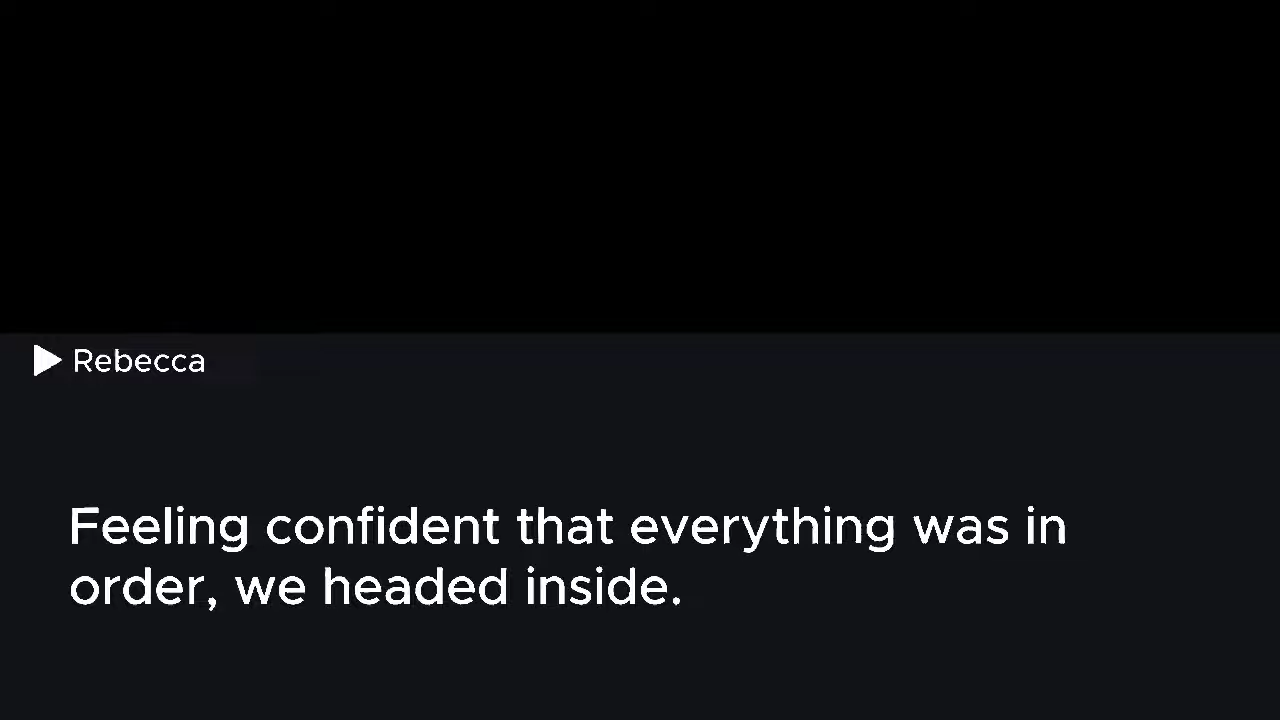 Rebecca
Feeling confident that everything was in
order, we headed inside.